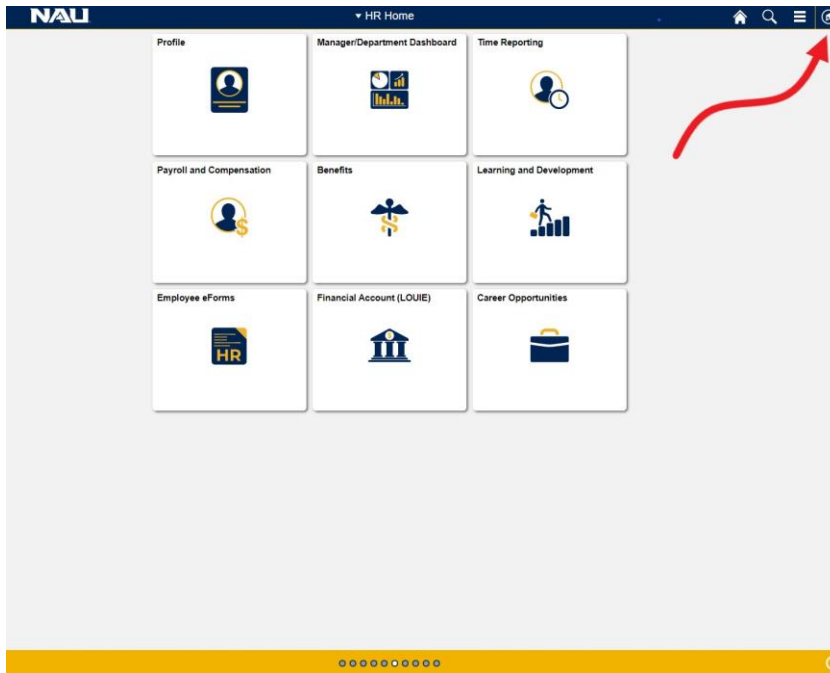 NAU
HR Home
Profile
Manager/Department Dashboard
Time Reporting
Payroll and Compensation
$
Benefits
Learning and Development
Employee eForms
HR
Financial Account (LOUIE)
$
Career Opportunities